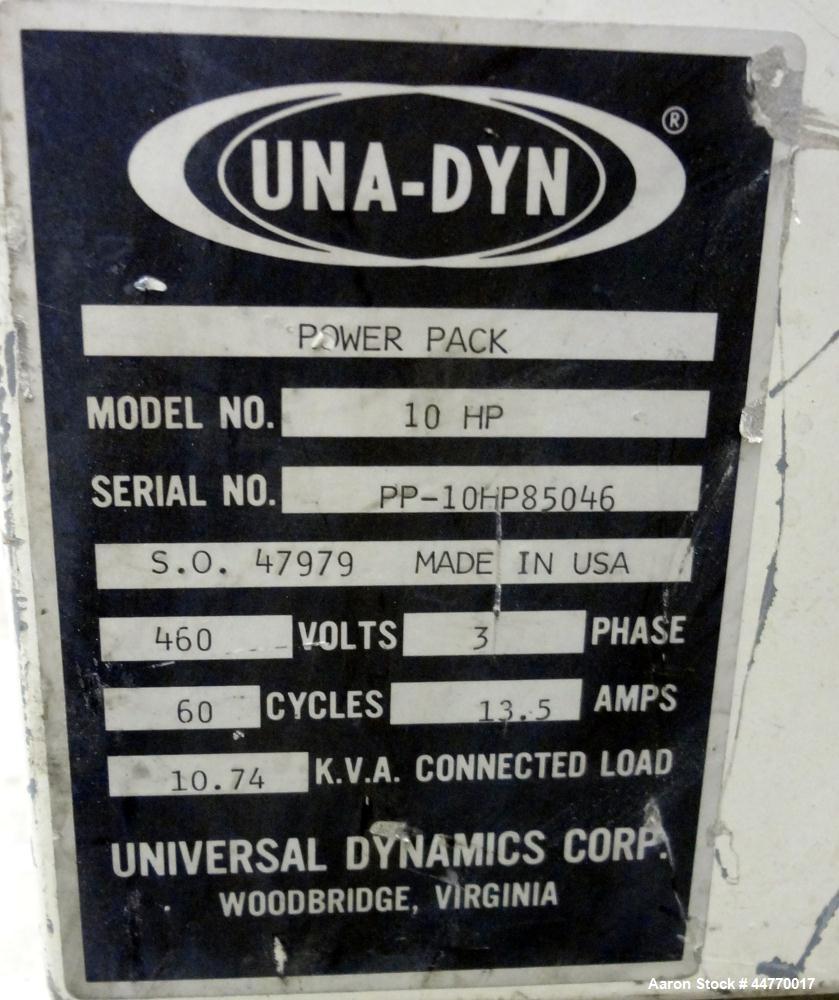 UNA-DYN ®
POWER PACK
MODEL NO. 10 HP
SERIAL NO. PP-10HP85046
S.O. 47979 MADE IN USA
460 VOLTS 3 PHASE
60 CYCLES 13.5 AMPS
10.74 K.V.A. CONNECTED LOAD
UNIVERSAL DYNAMICS CORP.
WOODBRIDGE, VIRGINIA
Aaron Stock # 44770017